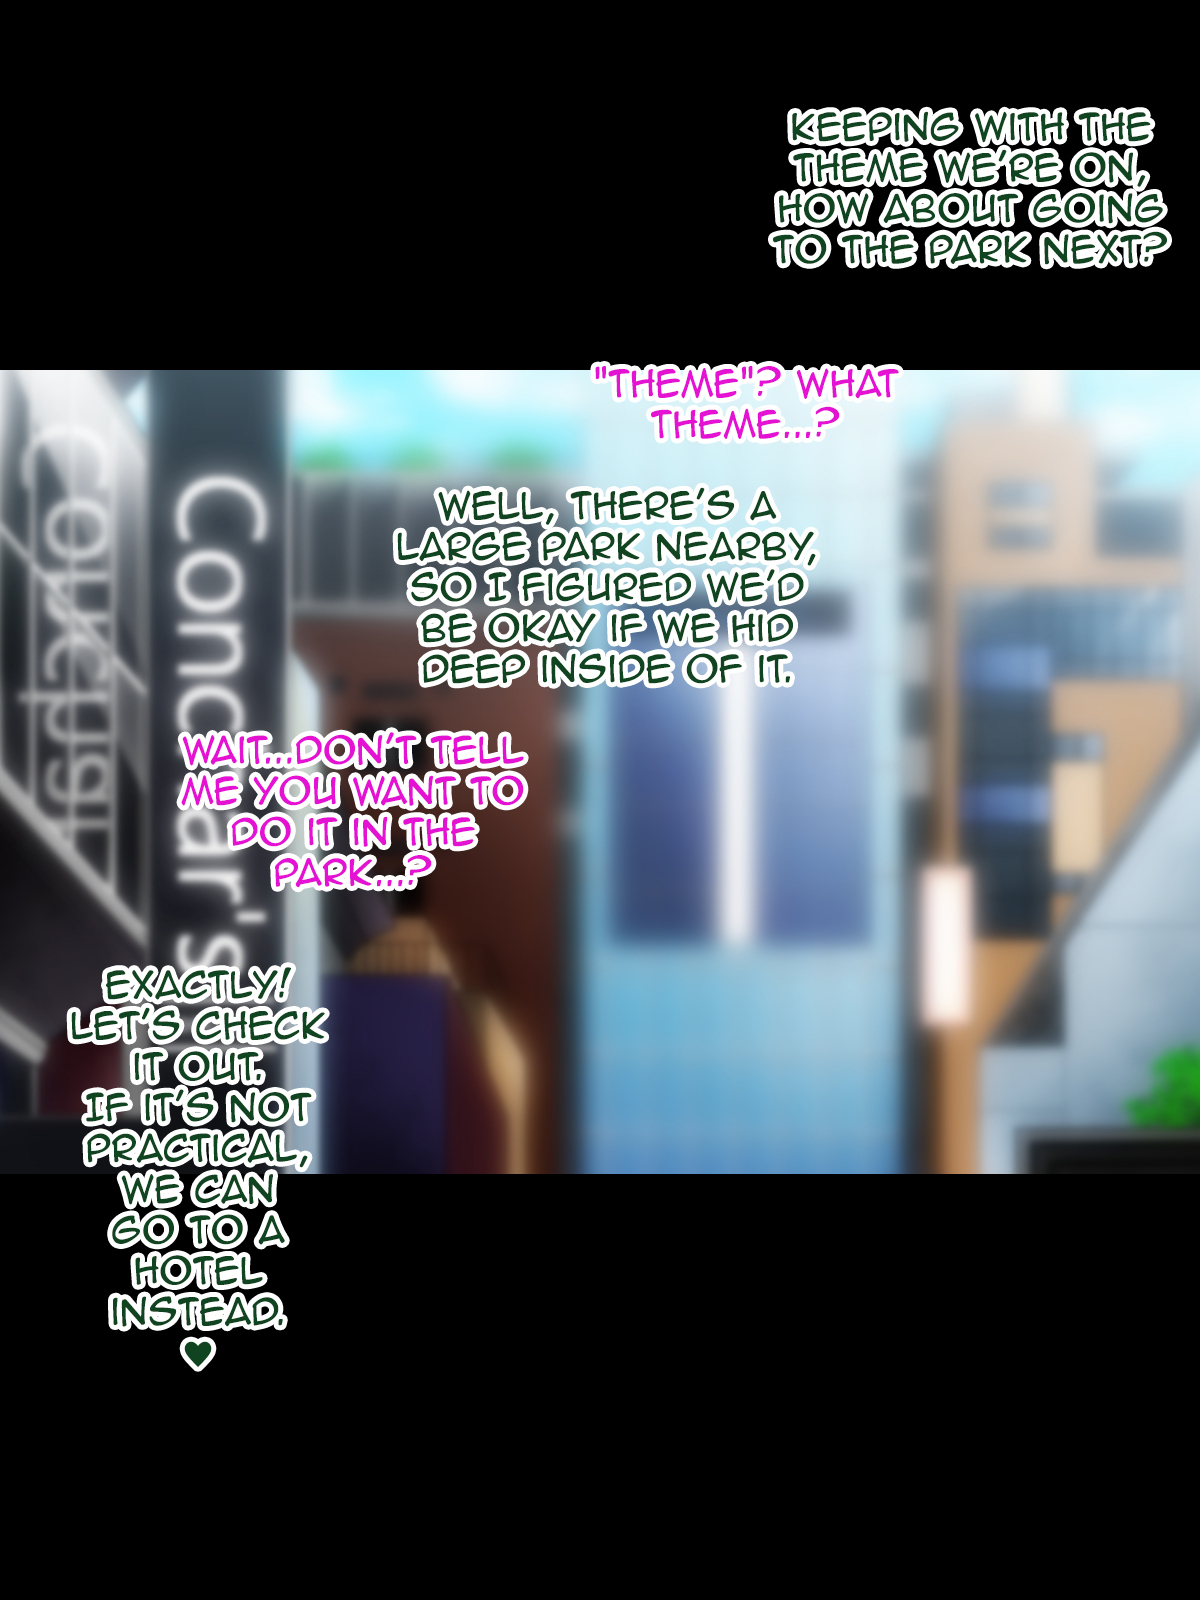 KEEPING WITH THE
THEME WE'RE ON,
HOW ABOUT GOING
TO THE PARK NEXT?
"THEME"? WHAT
THEME...?
WELL, THERE'S A
LARGE PARK NEARBY,
SO I FIGURED WE'D
BE OKAY IF WE HID
DEEP INSIDE OF IT.
WAIT...DON'T TELL
ME YOU WANT TO
DO IT IN THE
PARK...?
EXACTLY!
LET'S CHECK
IT OUT.
IF IT'S NOT
PRACTICAL,
WE CAN
GO TO A
HOTEL
INSTEAD.
♥